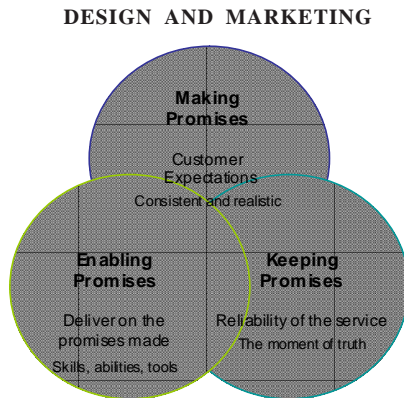 DESIGN AND MARKETING
Making
Promises
Customer
Expectations
Consistent and realistic
Enabling
Promises
Deliver on the
promises made
Skills, abilities, tools
Keeping
Promises
Reliability of the service
The moment of truth